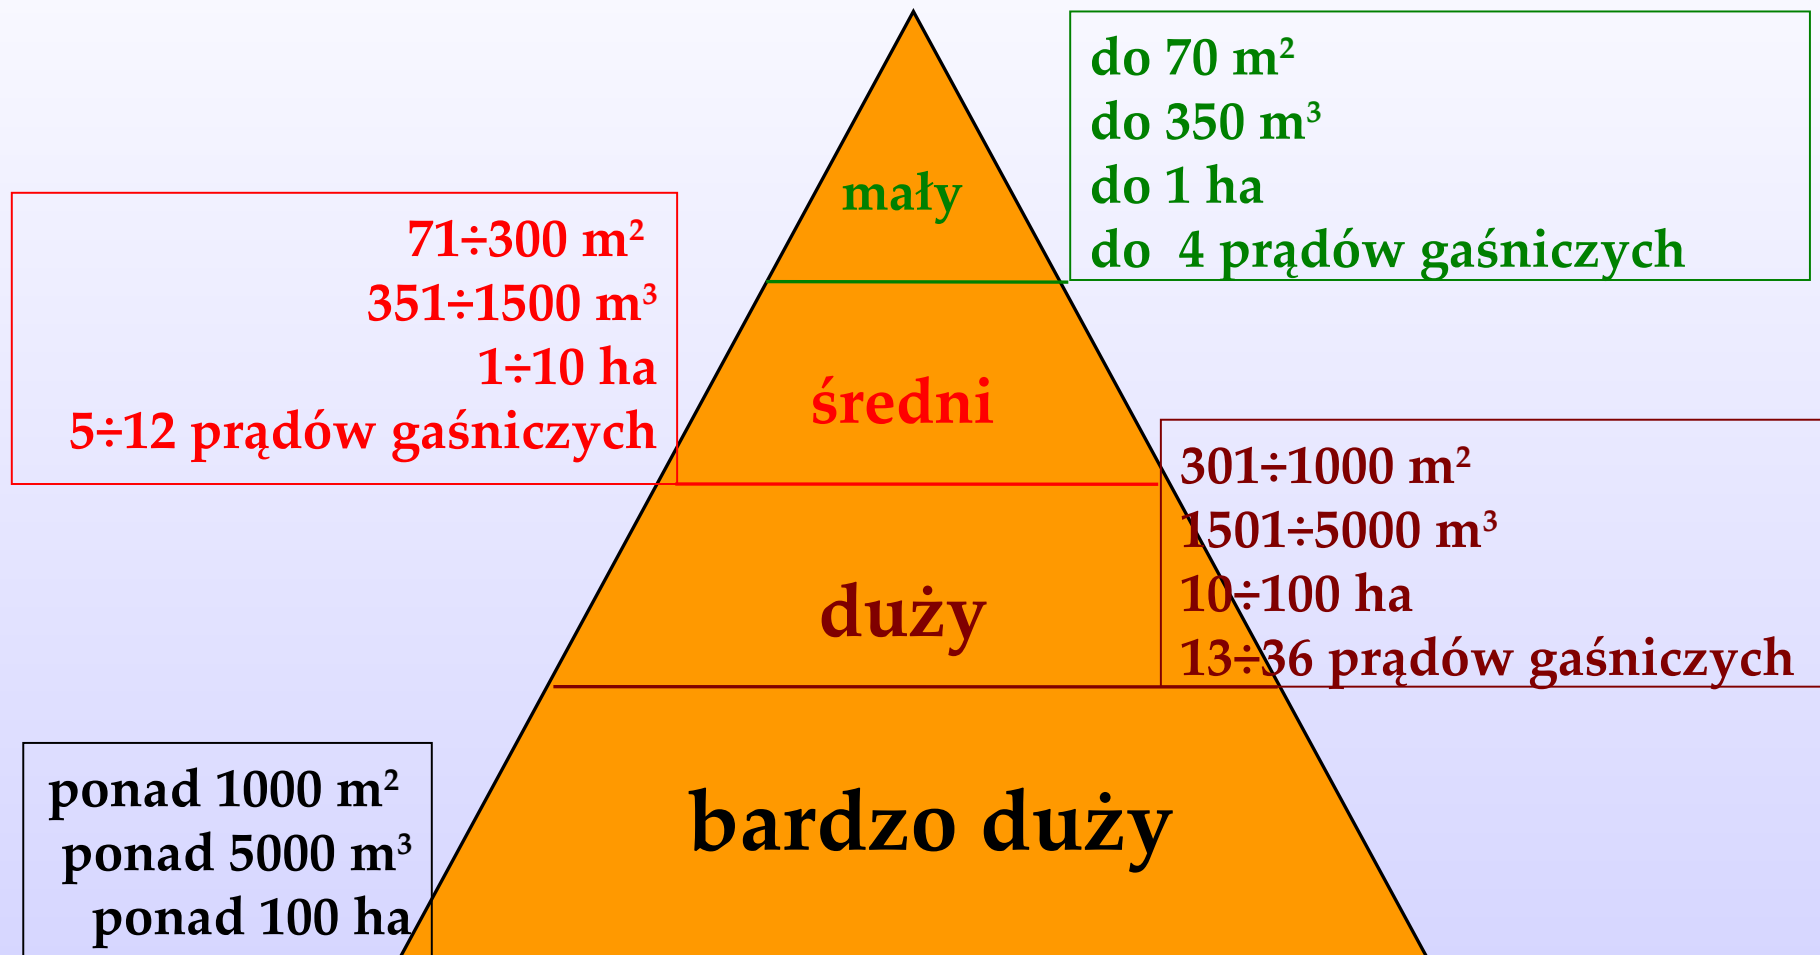 do 70 m²
do 350 m³
do 1 ha
do 4 prądów gaśniczych
mały
71÷300 m²
351÷1500 m³
1÷10 ha
5÷12 prądów gaśniczych
średni
301÷1000 m²
1501÷5000 m³
10÷100 ha
13÷36 prądów gaśniczych
duży
ponad 1000 m²
ponad 5000 m³
ponad 100 ha
bardzo duży